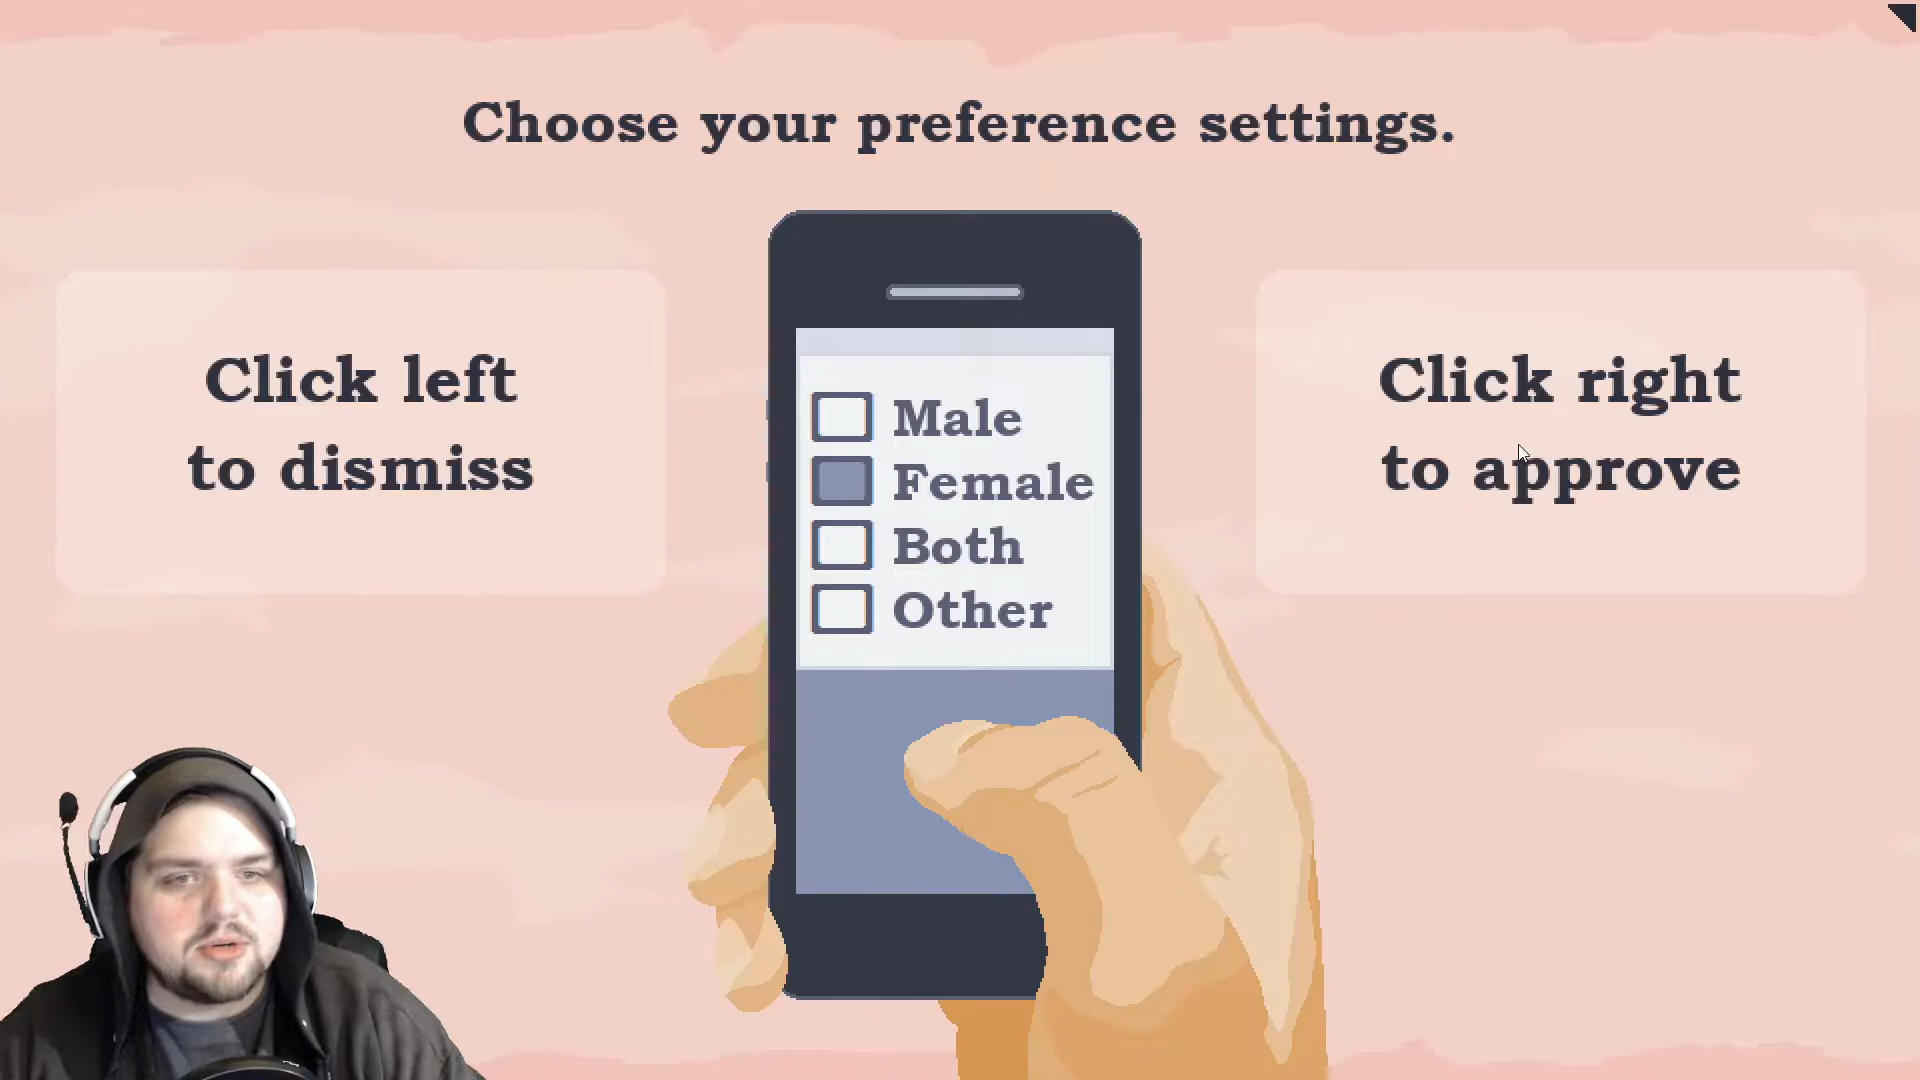 Choose your preference settings.
Click left
to dismiss
Male
Female
Both
Other
Click right
to approve